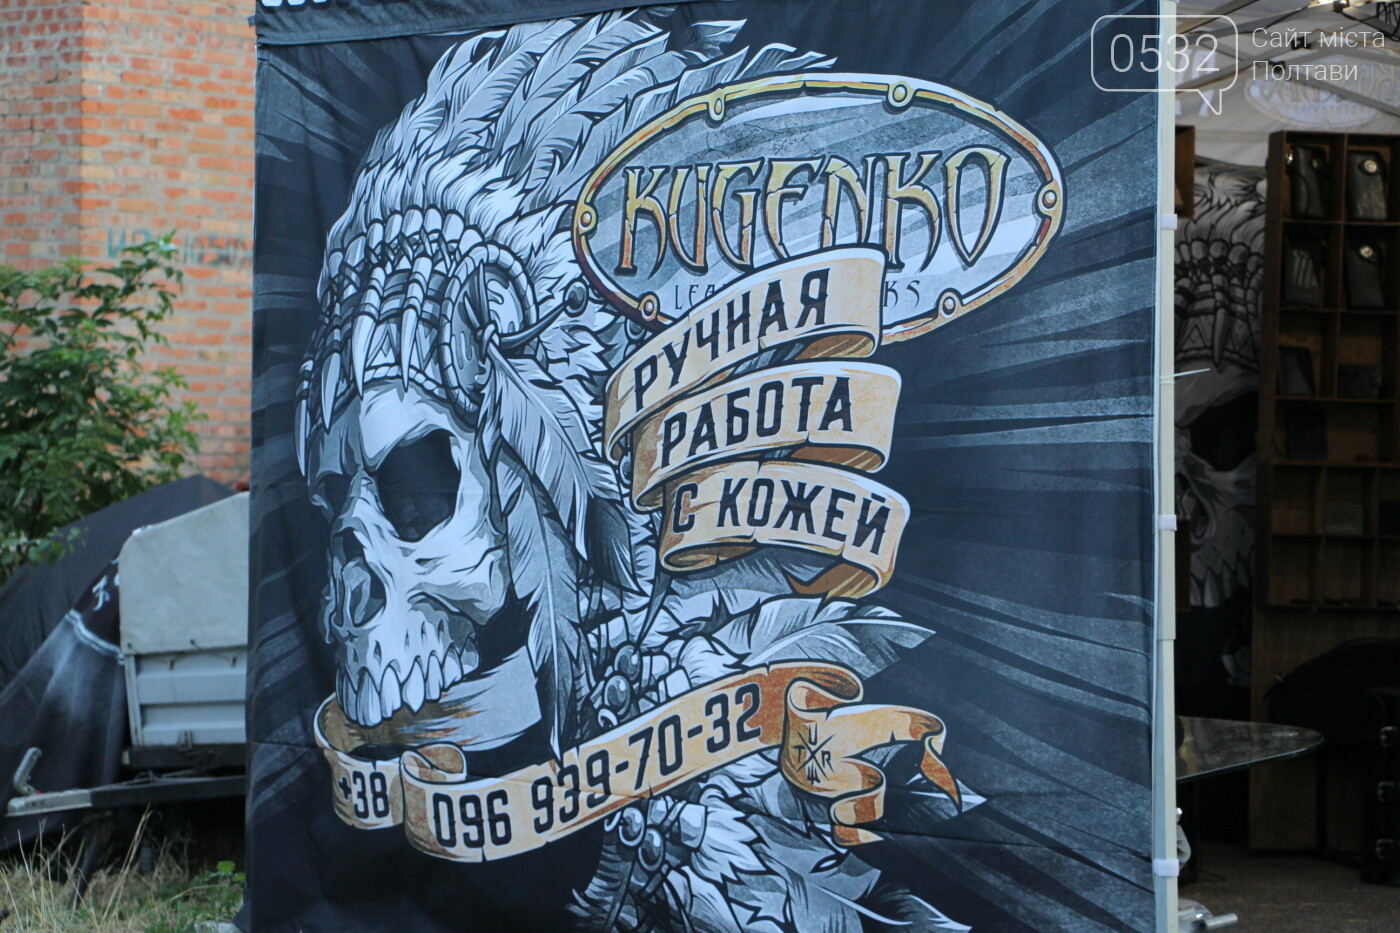 0532
Сайт міста
Полтави
KUGENKO
РУЧНАЯ
РАБОТА
С КОЖЕЙ
+38 096 939-70-32